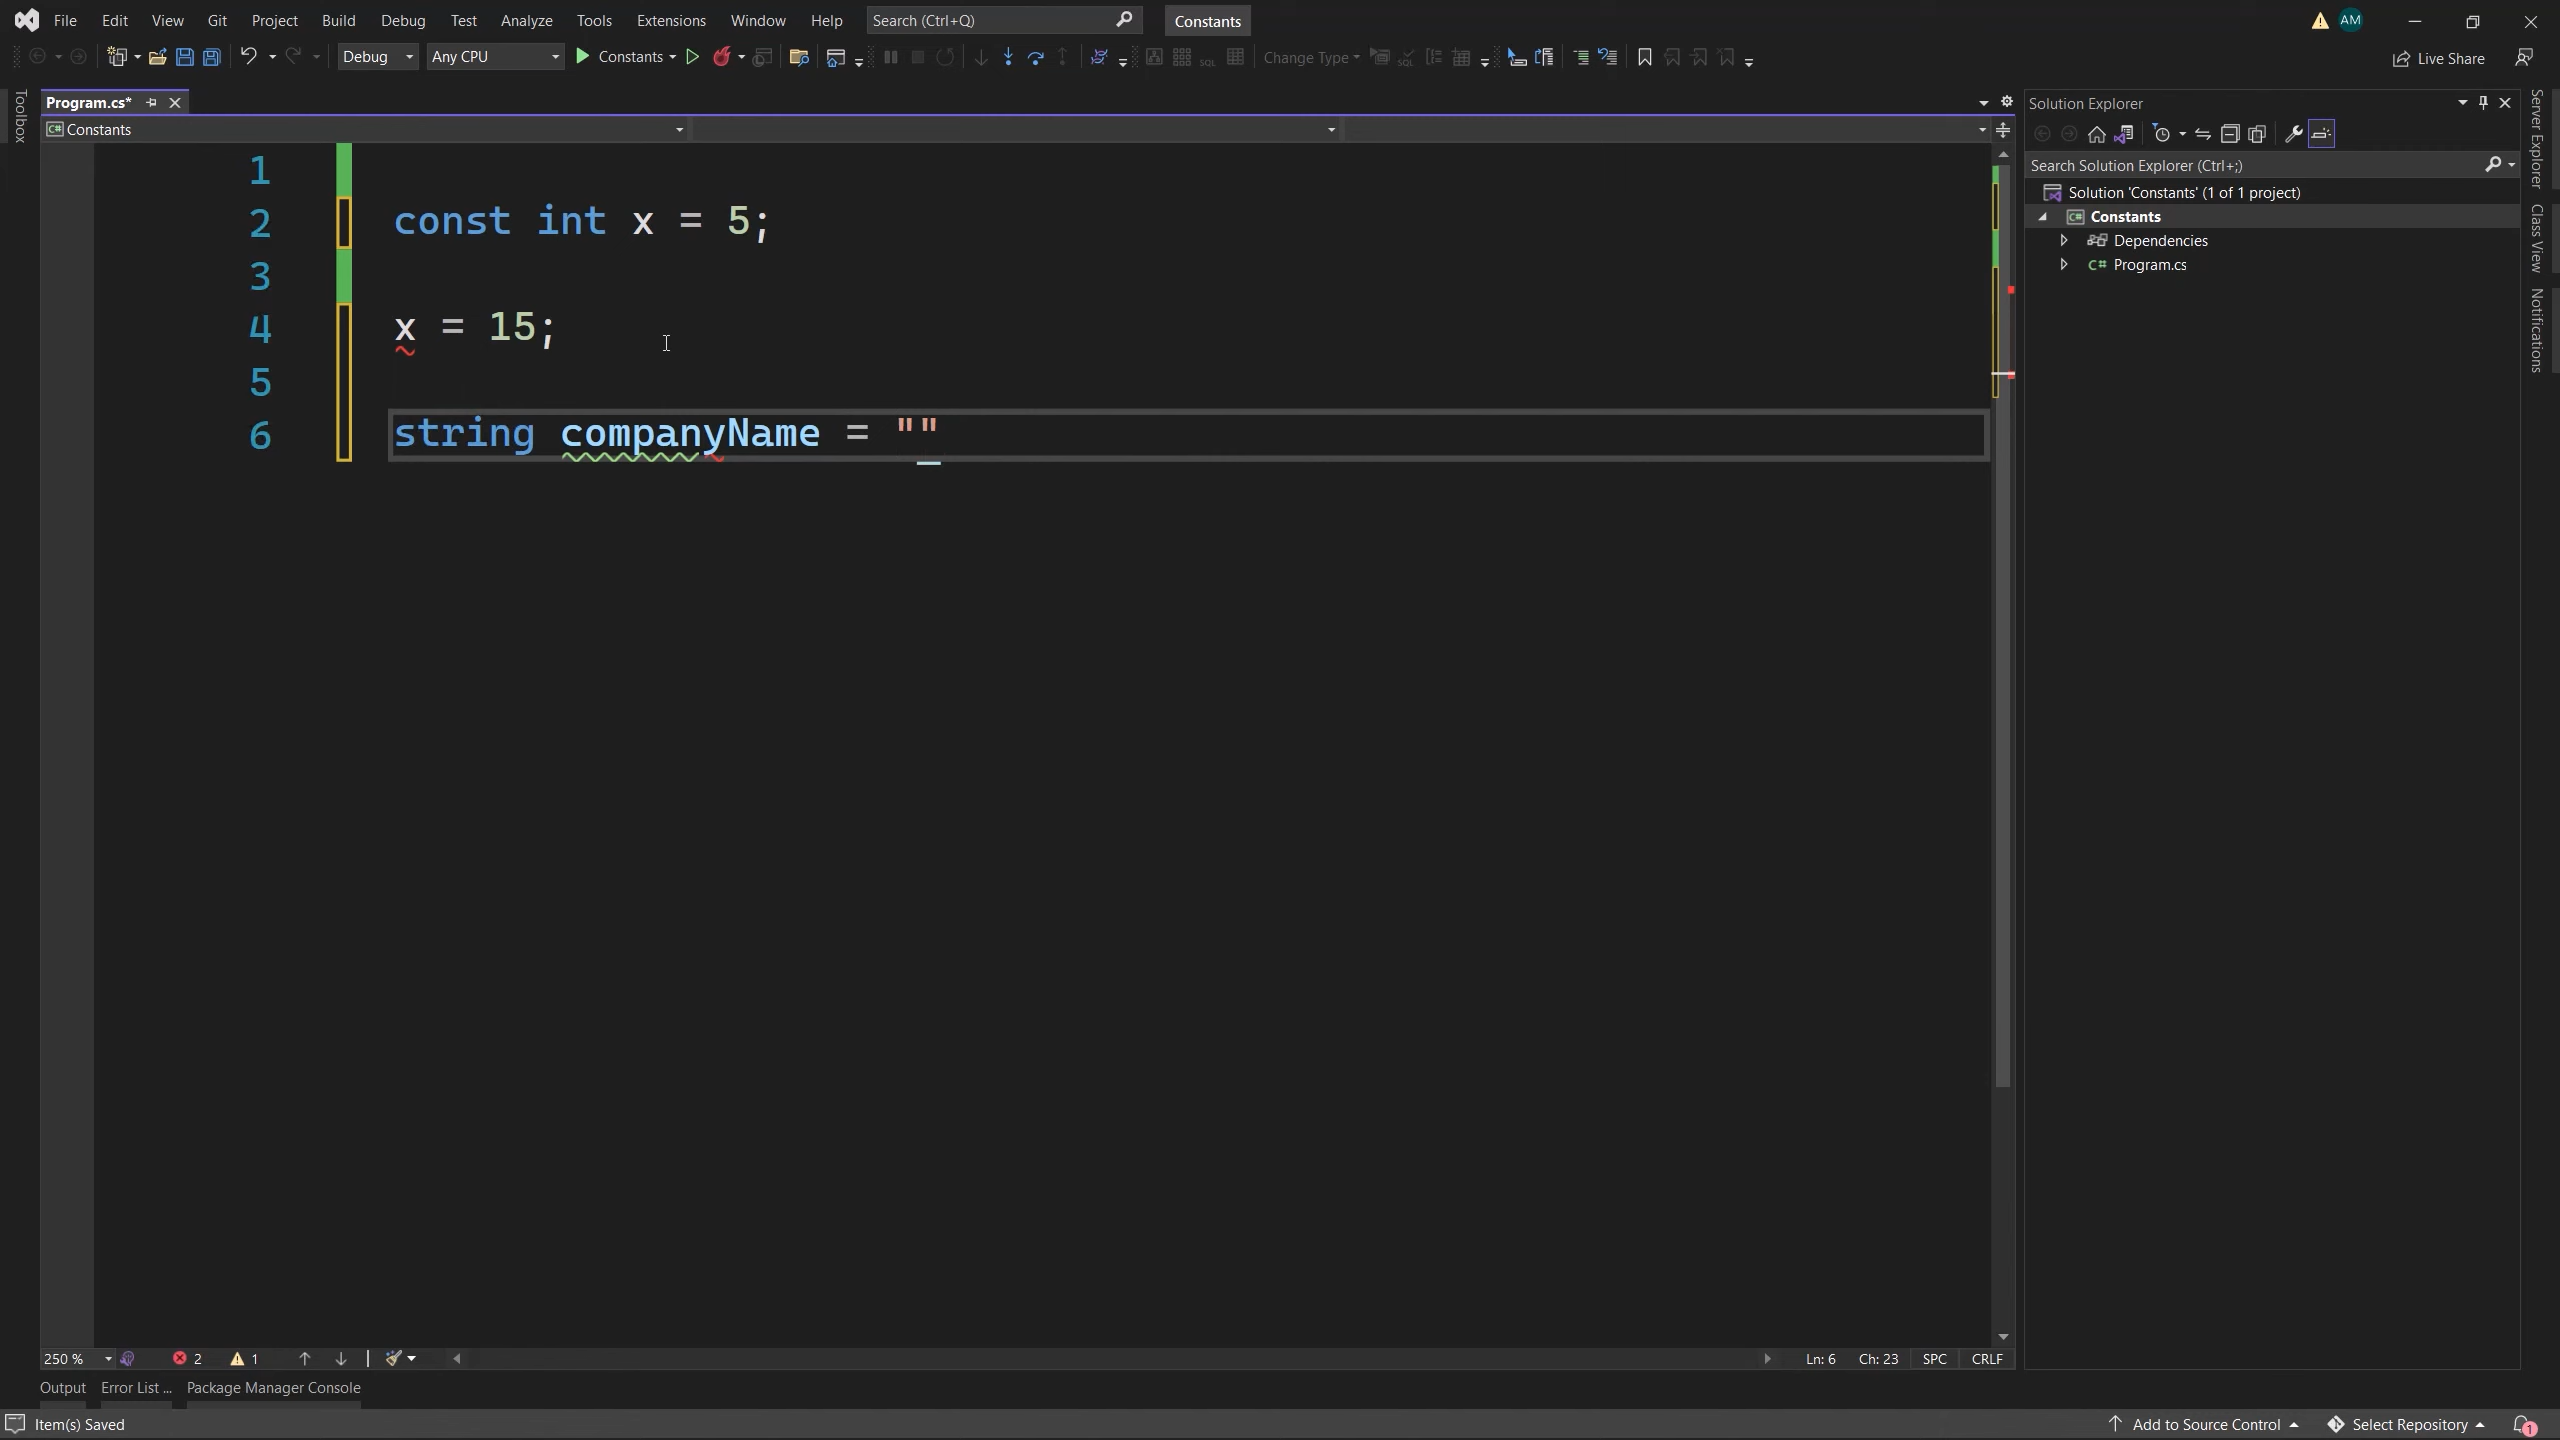 File Edit View Git Project Build Debug Test Analyze Tools Extensions Window Help Search (Ctrl+Q) Constants AM
Debug Any CPU Constants SQL Change Type SQL Live Share
Toolbox
Program.cs*
Constants
1
2 const int x = 5;
3
4 x = 15;
5
6 string companyName = ""
Solution Explorer
Search Solution Explorer (Ctrl+;)
Solution 'Constants' (1 of 1 project)
C# Constants
Dependencies
C# Program.cs
Server Explorer
Class View
Notifications
250 % 2 1 Ln: 6 Ch: 23 SPC CRLF
Output Error List ... Package Manager Console
Item(s) Saved Add to Source Control Select Repository 1